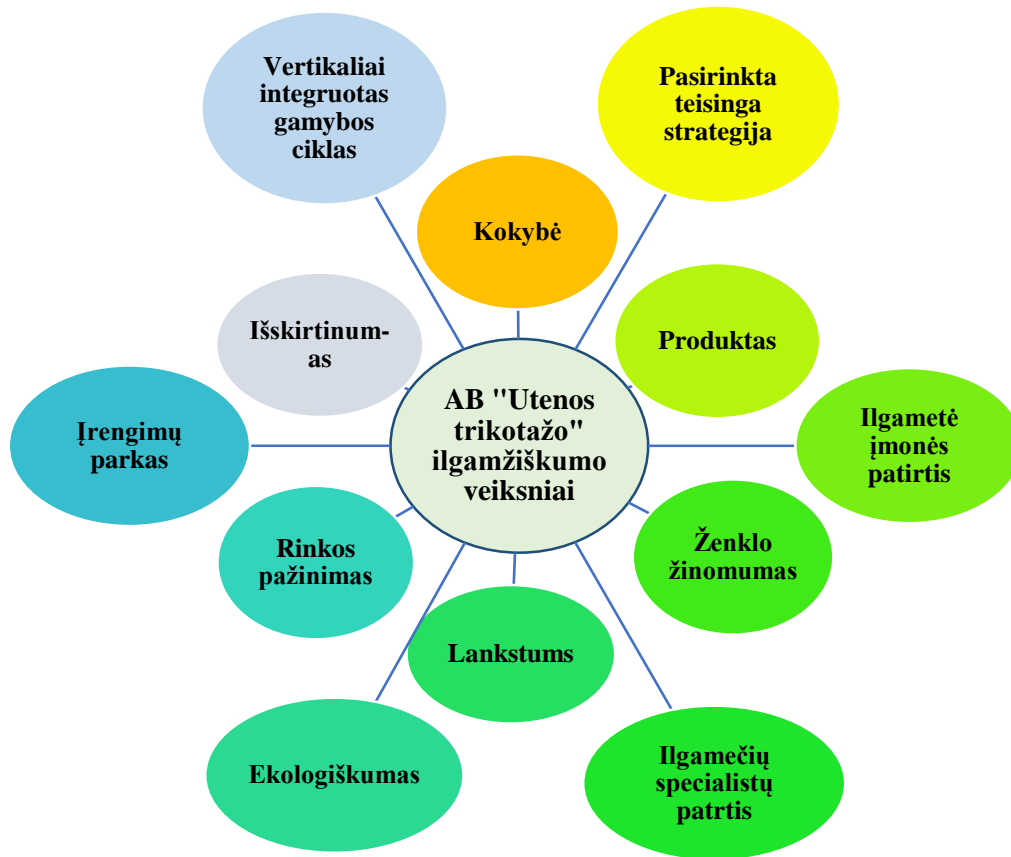 Vertikaliai
integruotas
gamybos
ciklas
Pasirinkta
teisinga
strategija
Kokybė
Išskirtinum-
as
Produktas
AB "Utenos
trikotažo"
ilgamžiškumo
veiksniai
Įrengimų
parkas
Ilgametė
įmonės
patirtis
Rinkos
pažinimas
Ženklo
žinomumas
Lankstums
Ekologiškumas
Ilgamečių
specialistų
patrtis